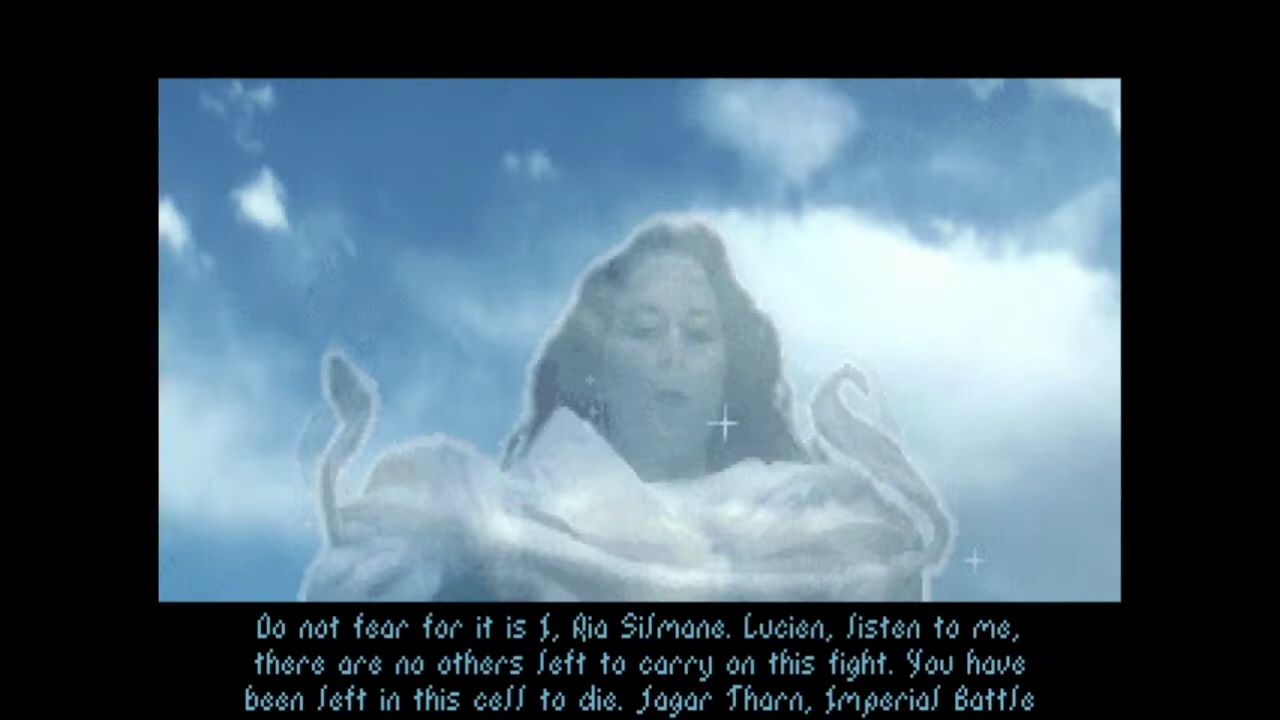 Do not fear for it is I, Ria Silmane. Lucien, listen to me,
there are no others left to carry on this fight. You have
been left in this cell to die. Jagar Tharn, Imperial Battle